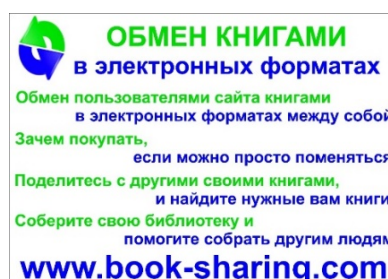 ОБМЕН КНИГАМИ
в электронных форматах
Обмен пользователями сайта книгами
в электронных форматах между собой
Зачем покупать,
если можно просто поменяться
Поделитесь с другими своими книгами,
и найдите нужные вам книги
Соберите свою библиотеку и
помогите собрать другим людям
www.book-sharing.com